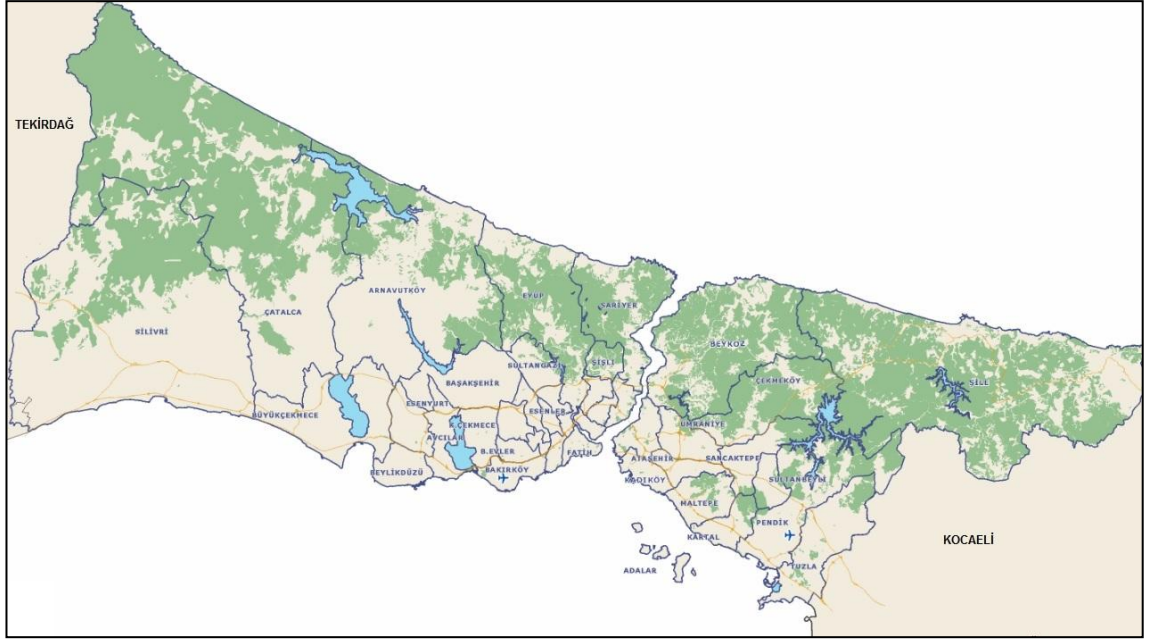 TEKİRDAĞ
ARNAVUTKÖY
EYUP
SARIYER
ÇATALCA
SİLİVRİ
BEYKOZ
ŞİŞLİ
SULTANGAZİ
ÇEKMEKÖY
ŞİLE
BAŞAKŞEHİR
ESENYURT
ESENLER
BÜYÜKÇEKMECE
K.ÇEKMECE
ÜMRANİYE
AVCILAR
B.EVLER
FATİH
ATAŞEHİR
SANCAKTEPE
BEYLİKDÜZÜ
BAKIRKÖY
KADIKÖY
SULTANBEYLİ
MALTEPE
PENDİK
KARTAL
KOCAELİ
ADALAR
TUZLA